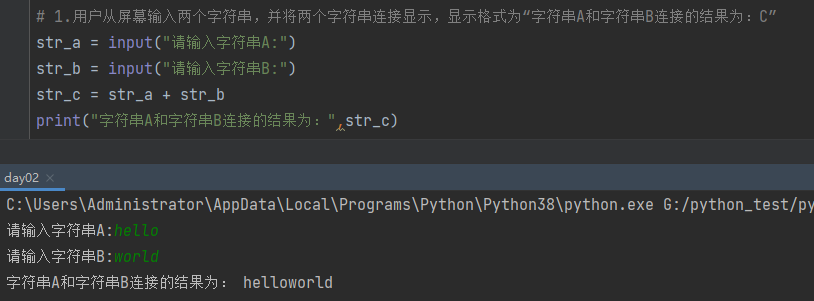 # 1.用户从屏幕输入两个字符串，并将两个字符串连接显示，显示格式为“字符串A和字符串B连接的结果为：C”
str_a = input("请输入字符串A:")
str_b = input("请输入字符串B:")
str_c = str_a + str_b
print("字符串A和字符串B连接的结果为：",str_c)
day02 ×
C:\Users\Administrator\AppData\Local\Programs\Python\Python38\python.exe G:/python_test/py
请输入字符串A:hello
请输入字符串B:world
字符串A和字符串B连接的结果为： helloworld